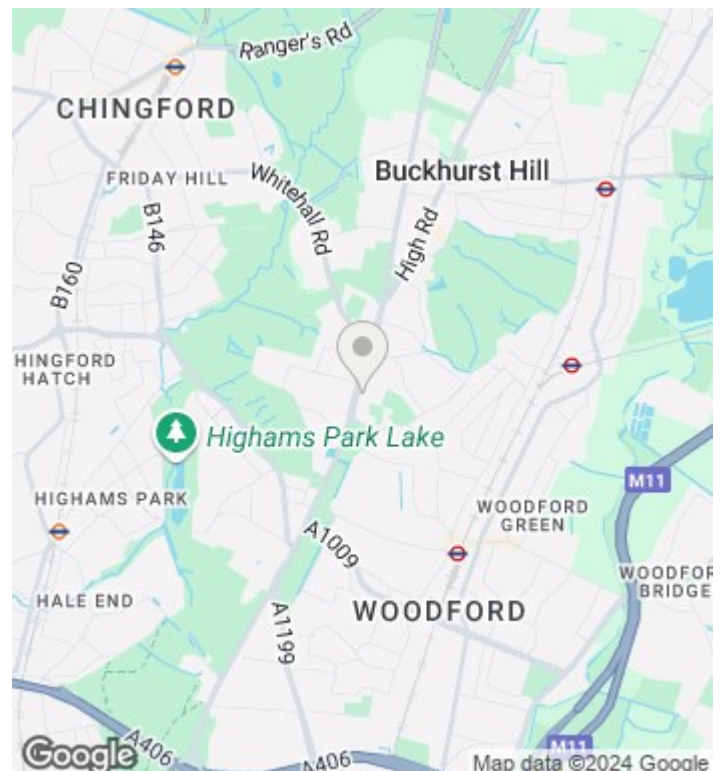 Ranger's Rd
CHINGFORD
Buckhurst Hill
FRIDAY HILL
Whitehall Rd
B146
High Rd
B160
HINGFORD
HATCH
Highams Park Lake
M11
HIGHAMS PARK
WOODFORD
GREEN
A1009
WOODFOR
BRIDGE
HALE END
WOODFORD
A1199
A406
A406
M11
Google
Map data ©2024 Google